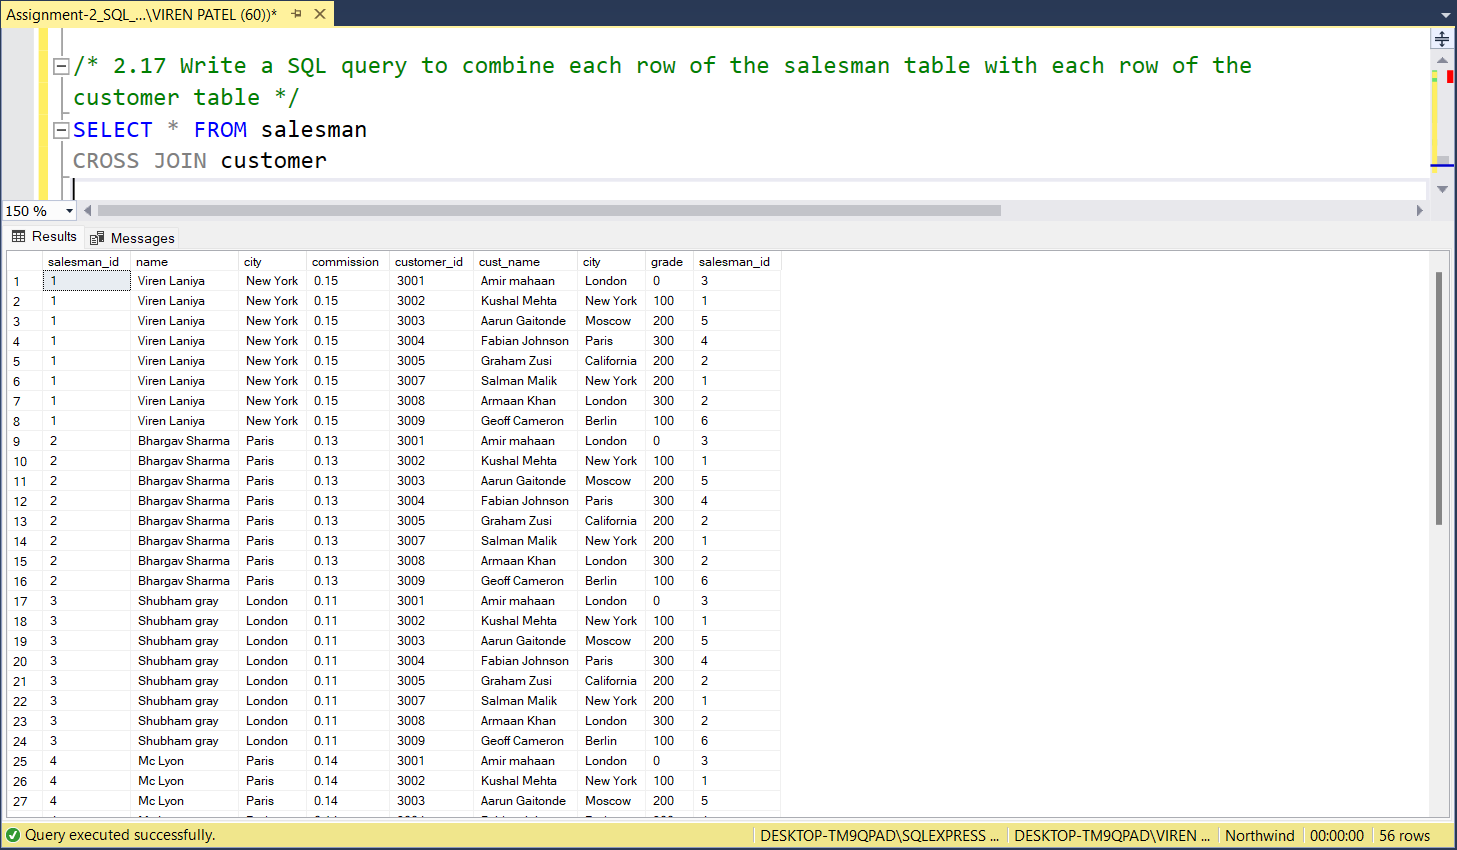 Assignment-2_SQL_...\VIREN PATEL (60))*
/* 2.17 Write a SQL query to combine each row of the salesman table with each row of the
customer table */
SELECT * FROM salesman
CROSS JOIN customer
150 %
Results Messages
salesman_id name city commission customer_id cust_name city grade salesman_id
1 1 Viren Laniya New York 0.15 3001 Amir mahaan London 0 3
2 1 Viren Laniya New York 0.15 3002 Kushal Mehta New York 100 1
3 1 Viren Laniya New York 0.15 3003 Aarun Gaitonde Moscow 200 5
4 1 Viren Laniya New York 0.15 3004 Fabian Johnson Paris 300 4
5 1 Viren Laniya New York 0.15 3005 Graham Zusi California 200 2
6 1 Viren Laniya New York 0.15 3007 Salman Malik New York 200 1
7 1 Viren Laniya New York 0.15 3008 Armaan Khan London 300 2
8 1 Viren Laniya New York 0.15 3009 Geoff Cameron Berlin 100 6
9 2 Bhargav Sharma Paris 0.13 3001 Amir mahaan London 0 3
10 2 Bhargav Sharma Paris 0.13 3002 Kushal Mehta New York 100 1
11 2 Bhargav Sharma Paris 0.13 3003 Aarun Gaitonde Moscow 200 5
12 2 Bhargav Sharma Paris 0.13 3004 Fabian Johnson Paris 300 4
13 2 Bhargav Sharma Paris 0.13 3005 Graham Zusi California 200 2
14 2 Bhargav Sharma Paris 0.13 3007 Salman Malik New York 200 1
15 2 Bhargav Sharma Paris 0.13 3008 Armaan Khan London 300 2
16 2 Bhargav Sharma Paris 0.13 3009 Geoff Cameron Berlin 100 6
17 3 Shubham gray London 0.11 3001 Amir mahaan London 0 3
18 3 Shubham gray London 0.11 3002 Kushal Mehta New York 100 1
19 3 Shubham gray London 0.11 3003 Aarun Gaitonde Moscow 200 5
20 3 Shubham gray London 0.11 3004 Fabian Johnson Paris 300 4
21 3 Shubham gray London 0.11 3005 Graham Zusi California 200 2
22 3 Shubham gray London 0.11 3007 Salman Malik New York 200 1
23 3 Shubham gray London 0.11 3008 Armaan Khan London 300 2
24 3 Shubham gray London 0.11 3009 Geoff Cameron Berlin 100 6
25 4 Mc Lyon Paris 0.14 3001 Amir mahaan London 0 3
26 4 Mc Lyon Paris 0.14 3002 Kushal Mehta New York 100 1
27 4 Mc Lyon Paris 0.14 3003 Aarun Gaitonde Moscow 200 5
Query executed successfully. DESKTOP-TM9QPAD\SQLEXPRESS ... DESKTOP-TM9QPAD\VIREN ... Northwind 00:00:00 56 rows